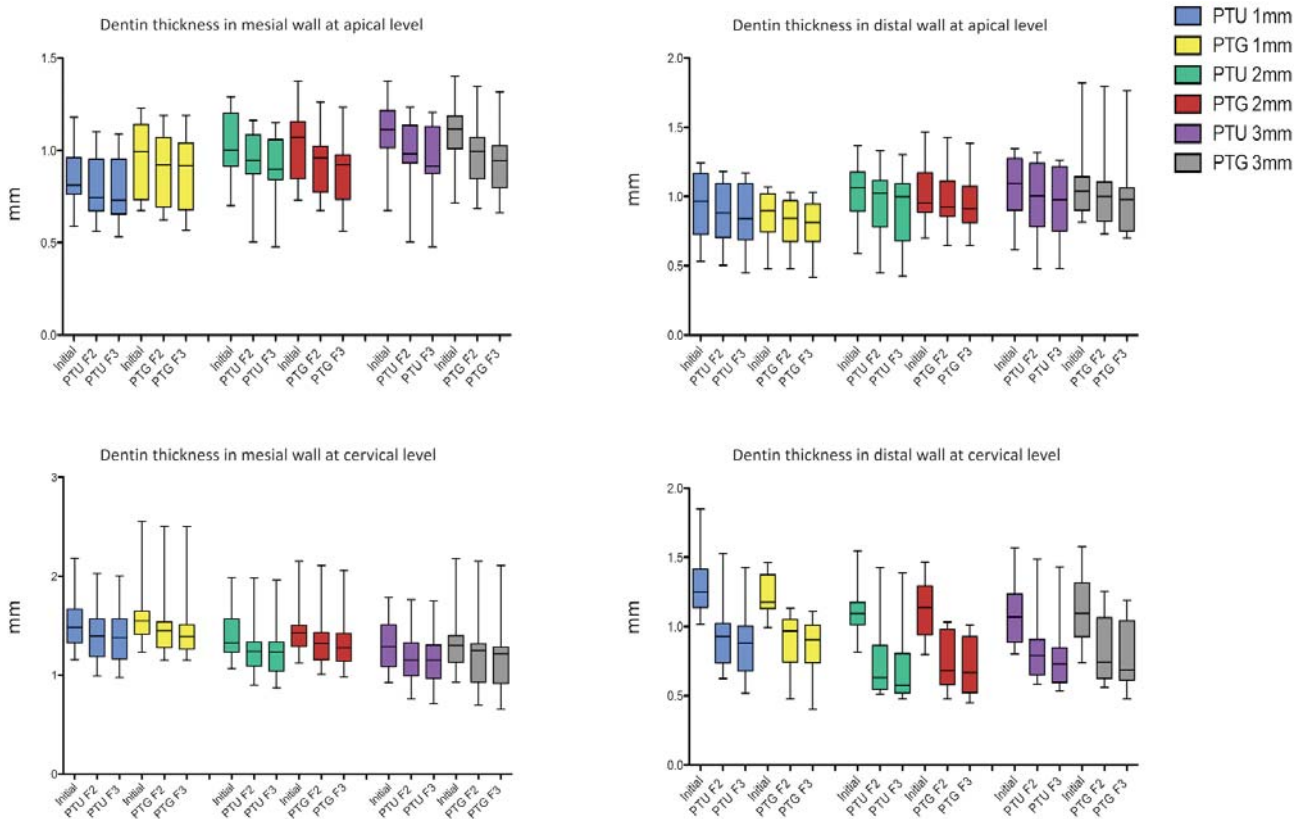 Dentin thickness in mesial wall at apical level
mm
1.5
1.0
0.5
0.0
Initial
PTU F2
PTU F3
Initial
PTG F2
PTG F3
Initial
PTU F2
PTU F3
Initial
PTG F2
PTG F3
Initial
PTU F2
PTU F3
Initial
PTG F2
PTG F3
Dentin thickness in distal wall at apical level
mm
2.0
1.5
1.0
0.5
0.0
Initial
PTU F2
PTU F3
Initial
PTG F2
PTG F3
Initial
PTU F2
PTU F3
Initial
PTG F2
PTG F3
Initial
PTU F2
PTU F3
Initial
PTG F2
PTG F3
PTU 1mm
PTG 1mm
PTU 2mm
PTG 2mm
PTU 3mm
PTG 3mm
Dentin thickness in mesial wall at cervical level
mm
3
2
1
0
Initial
PTU F2
PTU F3
Initial
PTG F2
PTG F3
Initial
PTU F2
PTU F3
Initial
PTG F2
PTG F3
Initial
PTU F2
PTU F3
Initial
PTG F2
PTG F3
Dentin thickness in distal wall at cervical level
mm
2.0
1.5
1.0
0.5
0.0
Initial
PTU F2
PTU F3
Initial
PTG F2
PTG F3
Initial
PTU F2
PTU F3
Initial
PTG F2
PTG F3
Initial
PTU F2
PTU F3
Initial
PTG F2
PTG F3